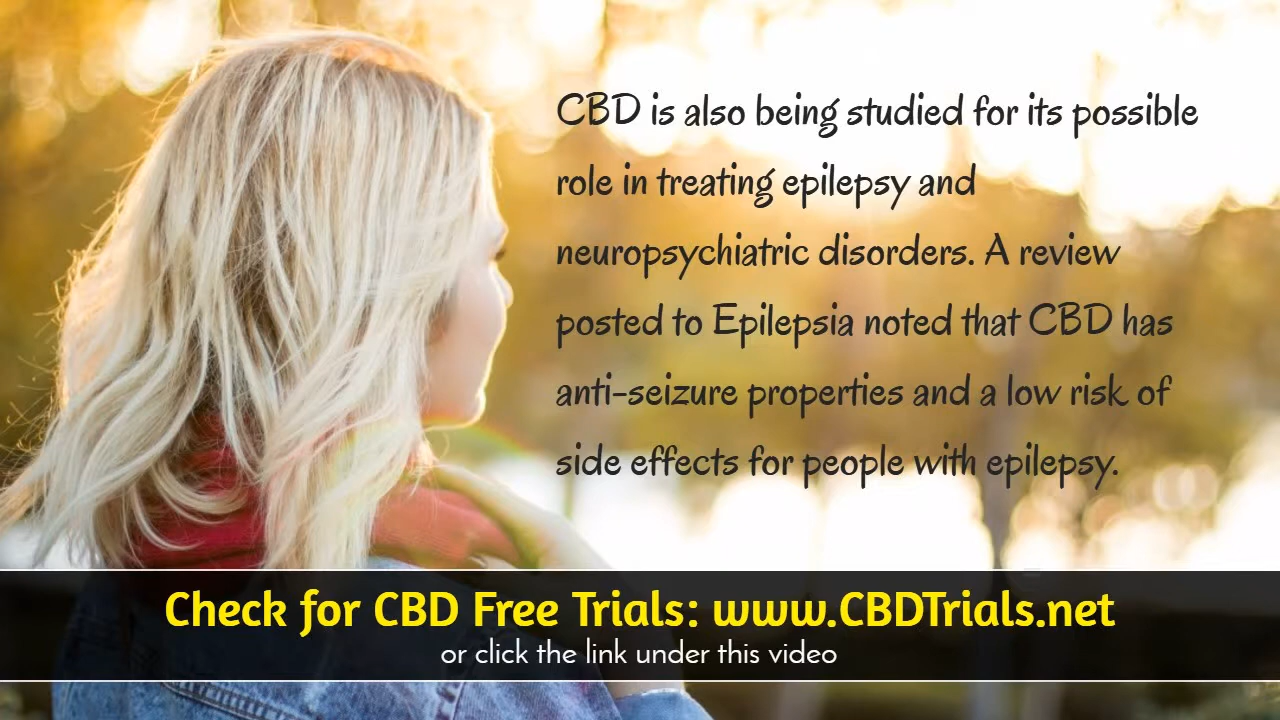 CBD is also being studied for its possible
role in treating epilepsy and
neuropsychiatric disorders. A review
posted to Epilepsia noted that CBD has
anti-seizure properties and a low risk of
side effects for people with epilepsy.
Check for CBD Free Trials: www.CBDTrials.net
or click the link under this video